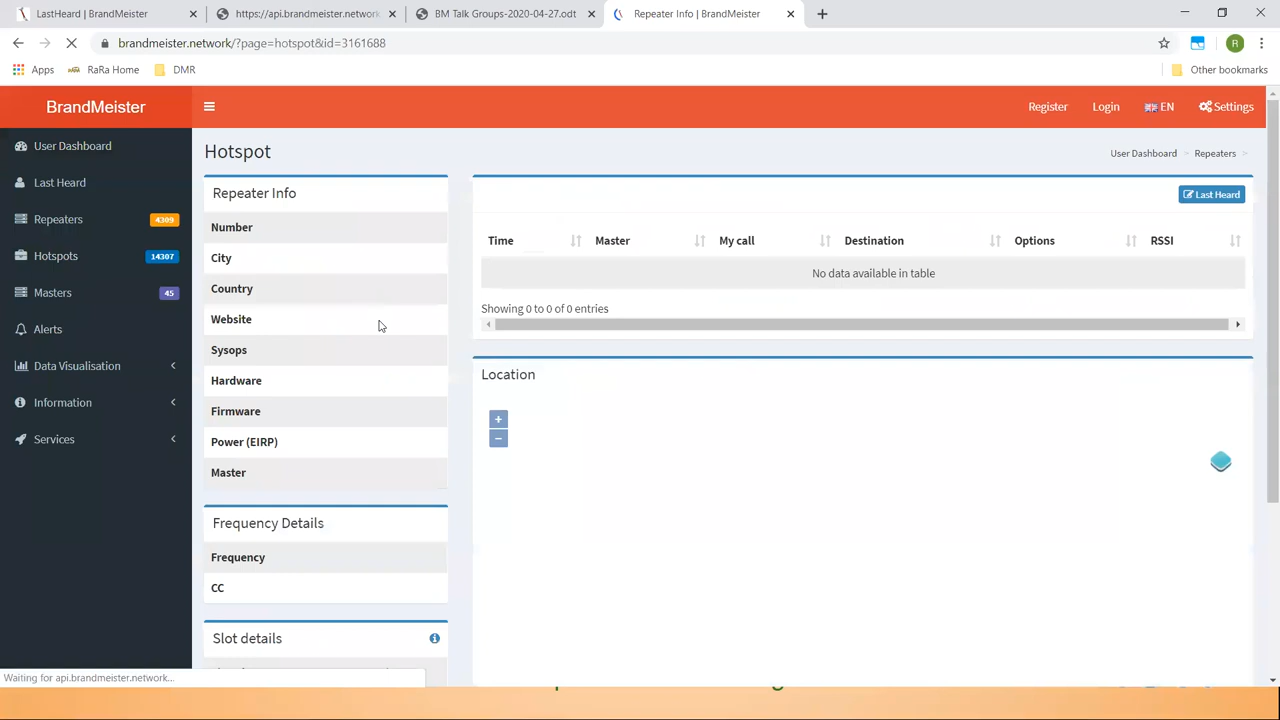 LastHeard | BrandMeister
https://api.brandmeister.network
BM Talk Groups-2020-04-27.odt
Repeater Info | BrandMeister
brandmeister.network/?page=hotspot&id=3161688
R
Apps
RaRa Home
DMR
Other bookmarks
BrandMeister
Register
Login
EN
Settings
User Dashboard
Last Heard
Repeaters
4309
Hotspots
14307
Masters
45
Alerts
Data Visualisation
Information
Services
Hotspot
User Dashboard > Repeaters >
Repeater Info
Number
City
Country
Website
Sysops
Hardware
Firmware
Power (EIRP)
Master
Frequency Details
Frequency
CC
Slot details
Last Heard
Time Master My call Destination Options RSSI
No data available in table
Showing 0 to 0 of 0 entries
Location
+
−
Waiting for api.brandmeister.network...